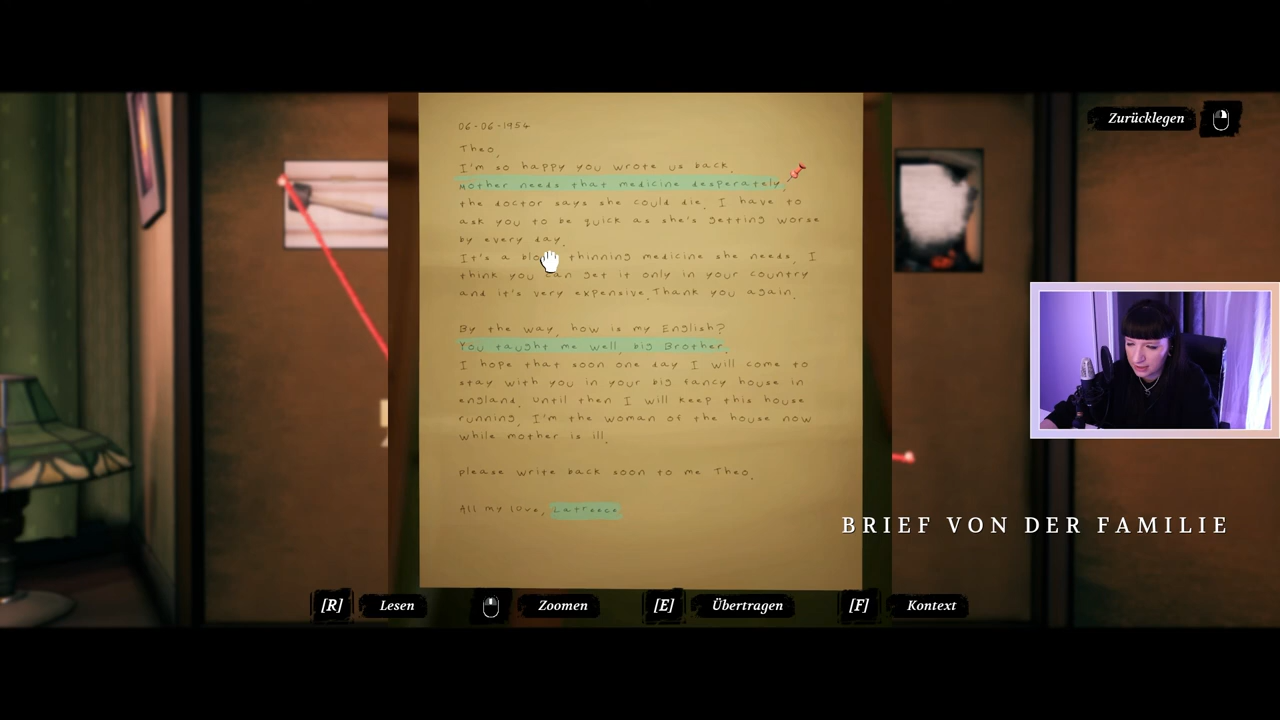 Zurücklegen
06-06-1954
Theo,
I'm so happy you wrote us back.
Mother needs that medicine desperately,
the doctor says she could die. I have to
ask you to be quick as she's getting worse
by every day.
It's a thinning medicine she needs, I
think you can get it only in your country
and it's very expensive. Thank you again.
By the way, how is my English?
You taught me well, big Brother.
I hope that soon one day I will come to
stay with you in your big fancy house in
england. Until then I will keep this house
running, I'm the woman of the house now
while mother is ill.
please write back soon to me Theo.
All my love, Latreece
BRIEF VON DER FAMILIE
[R] Lesen Zoomen [E] Übertragen [F] Kontext